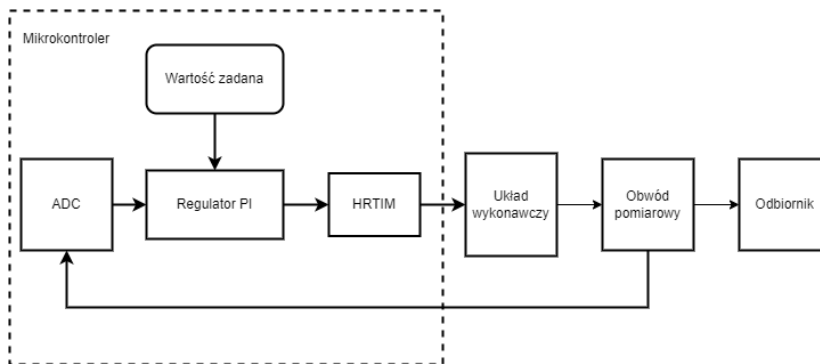 Mikrokontroler
Wartość zadana
ADC
Regulator PI
HRTIM
Układ
wykonawczy
Obwód
pomiarowy
Odbiornik